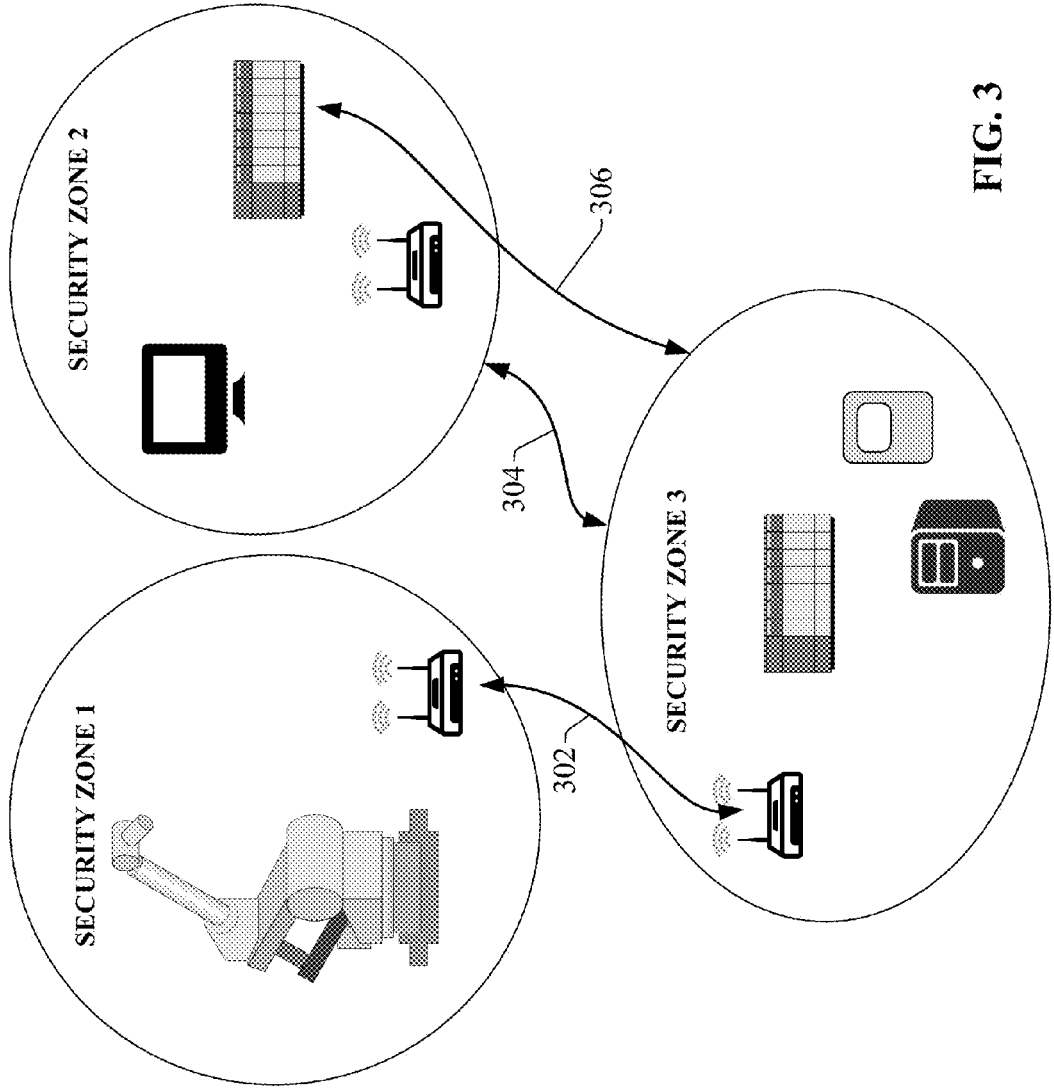 SECURITY ZONE 1
SECURITY ZONE 2
302
304
306
SECURITY ZONE 3
FIG. 3